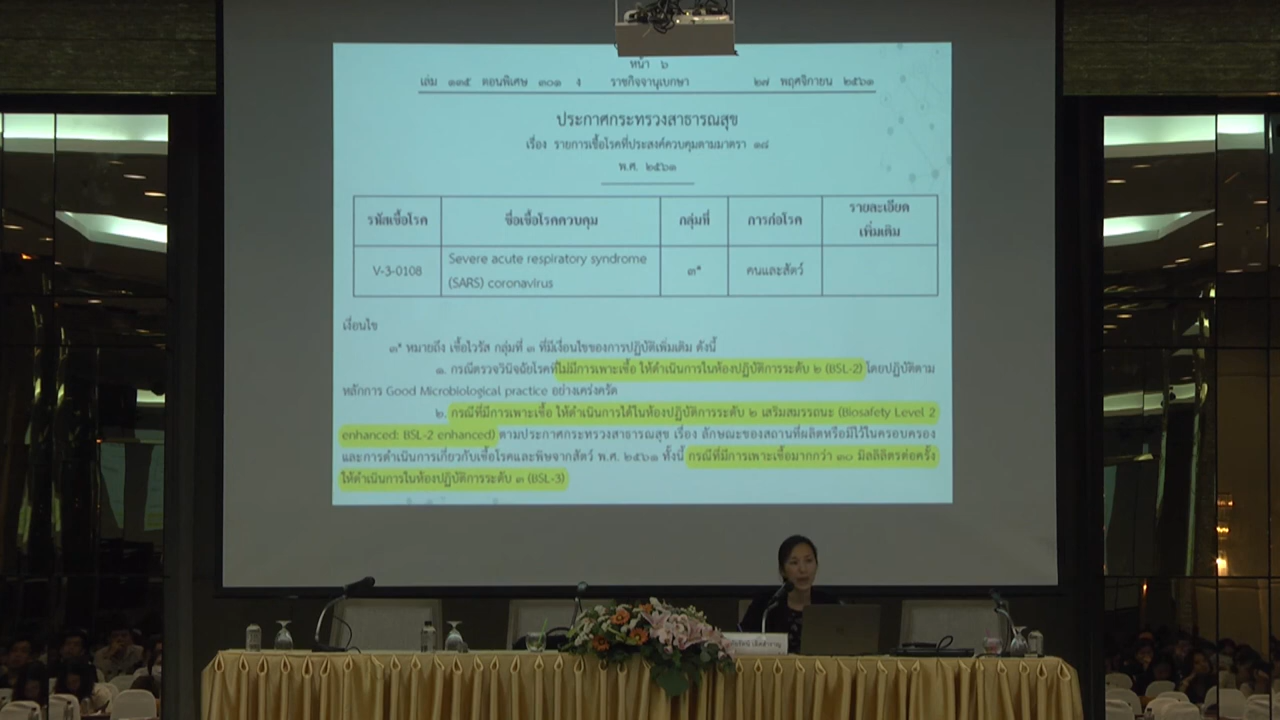 หน้า ๖
เล่ม ๑๓๕ ตอนพิเศษ ๓๐๑ ง ราชกิจจานุเบกษา ๒๗ พฤศจิกายน ๒๕๖๑
ประกาศกระทรวงสาธารณสุข
เรื่อง รายการเชื้อโรคที่ประสงค์ควบคุมตามมาตรา ๑๘
พ.ศ. ๒๕๖๑
รหัสเชื้อโรค ชื่อเชื้อโรคควบคุม กลุ่มที่ การก่อโรค รายละเอียด
เพิ่มเติม
V-3-0108 Severe acute respiratory syndrome ๓* คนและสัตว์
(SARS) coronavirus
เงื่อนไข
๓* หมายถึง เชื้อไวรัส กลุ่มที่ ๓ ที่มีเงื่อนไขของการปฏิบัติเพิ่มเติม ดังนี้
๑. กรณีตรวจวินิจฉัยโรคที่ไม่มีการเพาะเชื้อ ให้ดำเนินการในห้องปฏิบัติการระดับ ๒ (BSL-2) โดยปฏิบัติตาม
หลักการ Good Microbiological practice อย่างเคร่งครัด
๒. กรณีที่มีการเพาะเชื้อ ให้ดำเนินการได้ในห้องปฏิบัติการระดับ ๒ เสริมสมรรถนะ (Biosafety Level 2
enhanced: BSL-2 enhanced) ตามประกาศกระทรวงสาธารณสุข เรื่อง ลักษณะของสถานที่ผลิตหรือมีไว้ในครอบครอง
และการดำเนินการเกี่ยวกับเชื้อโรคและพิษจากสัตว์ พ.ศ. ๒๕๖๑ ทั้งนี้ กรณีที่มีการเพาะเชื้อมากกว่า ๑๐ มิลลิลิตรต่อครั้ง
ให้ดำเนินการในห้องปฏิบัติการระดับ ๓ (BSL-3)